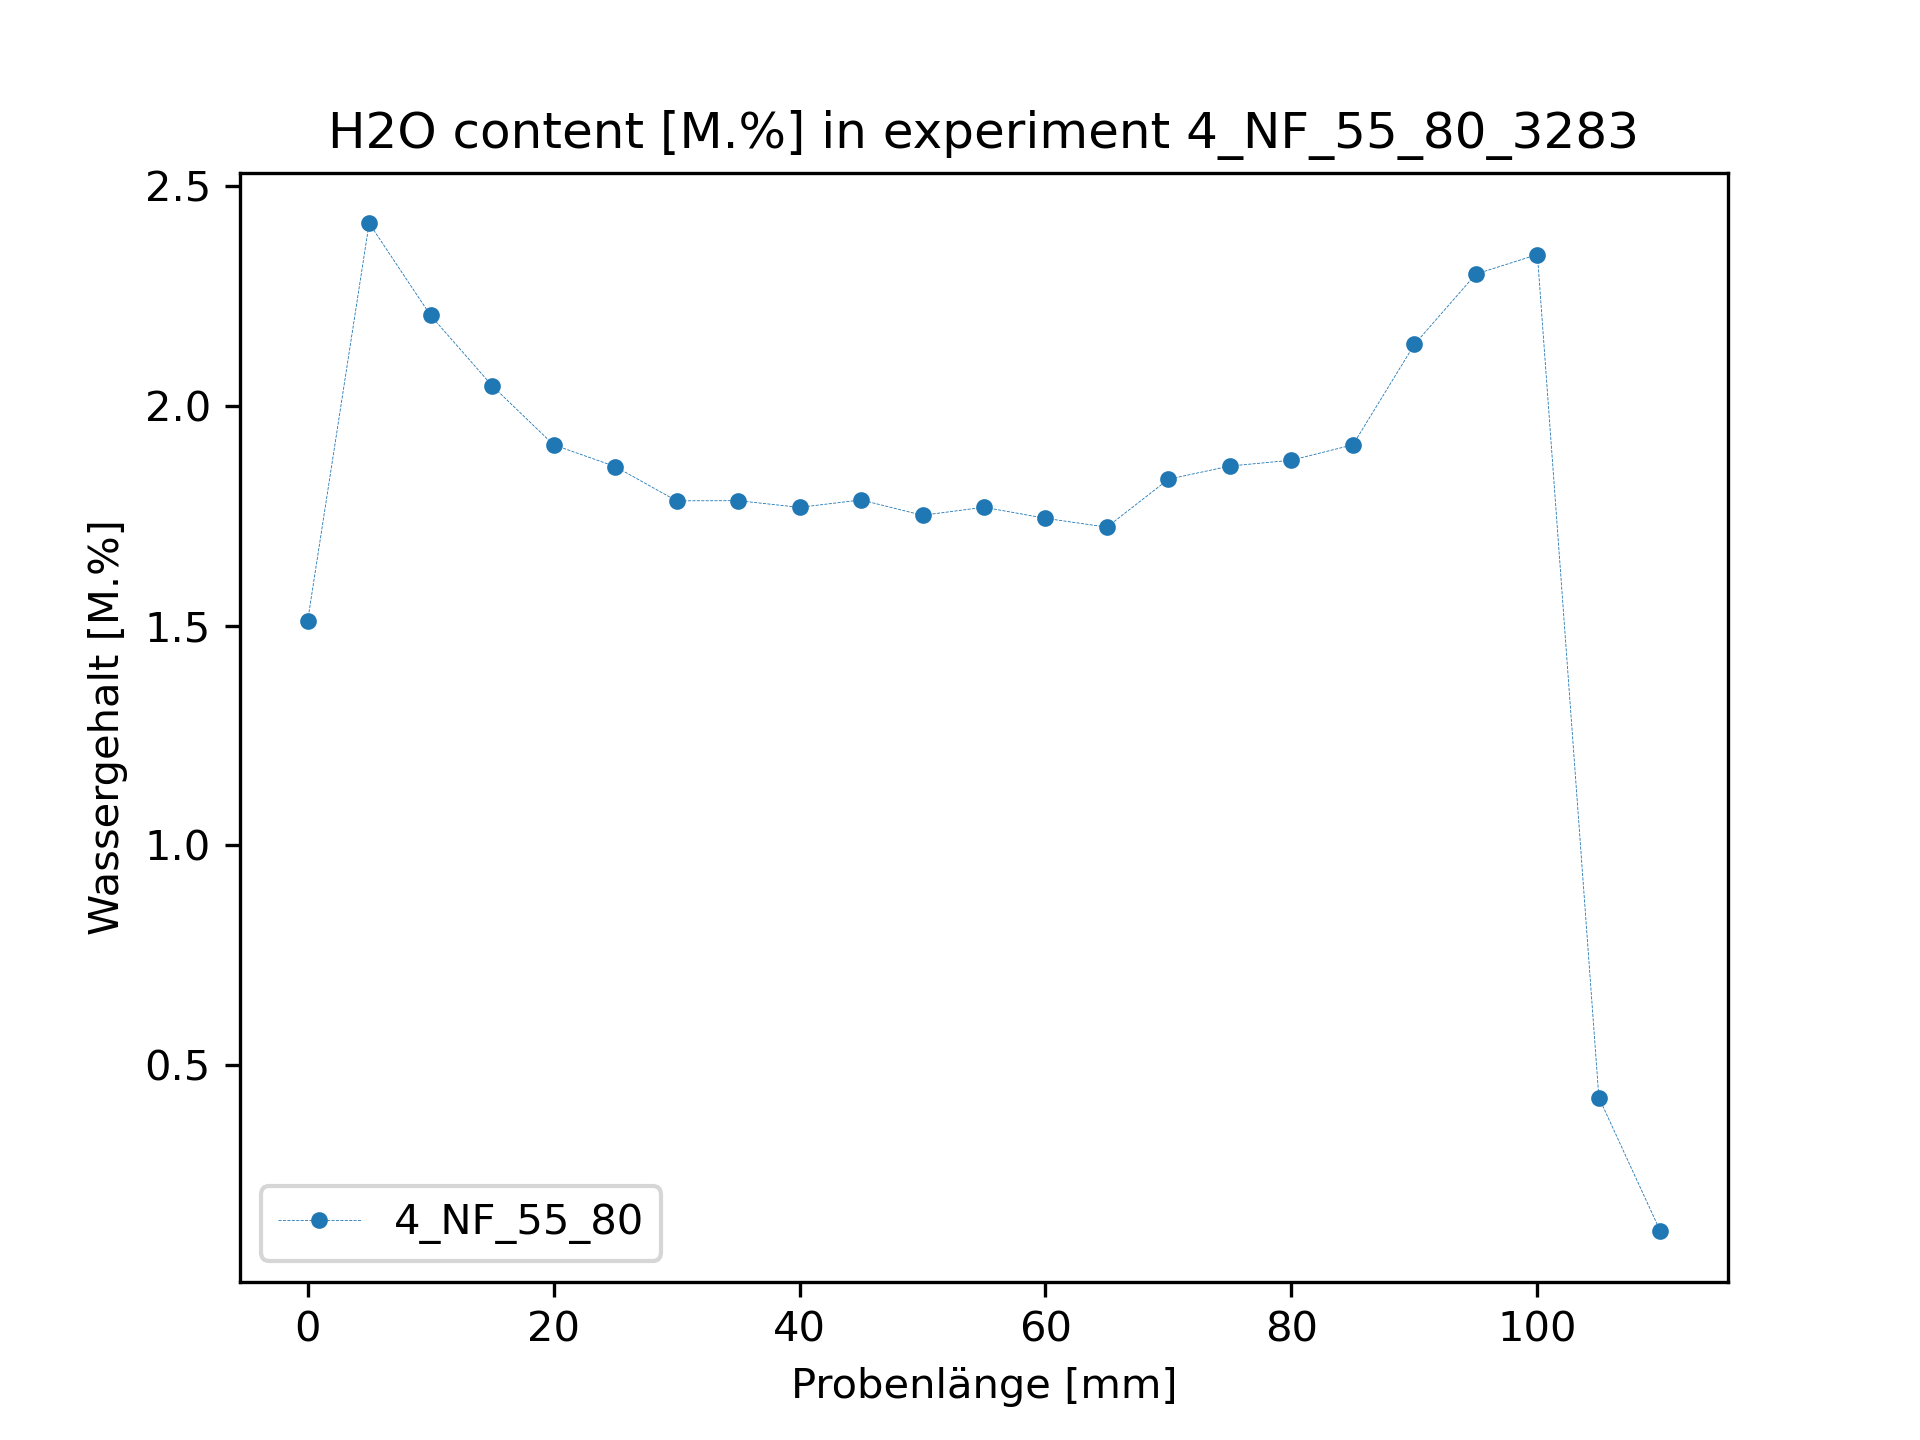 H2O content [M.%] in experiment 4_NF_55_80_3283
2.5
2.0
1.5
1.0
0.5
Wassergehalt [M.%]
4_NF_55_80
0 20 40 60 80 100
Probenlänge [mm]